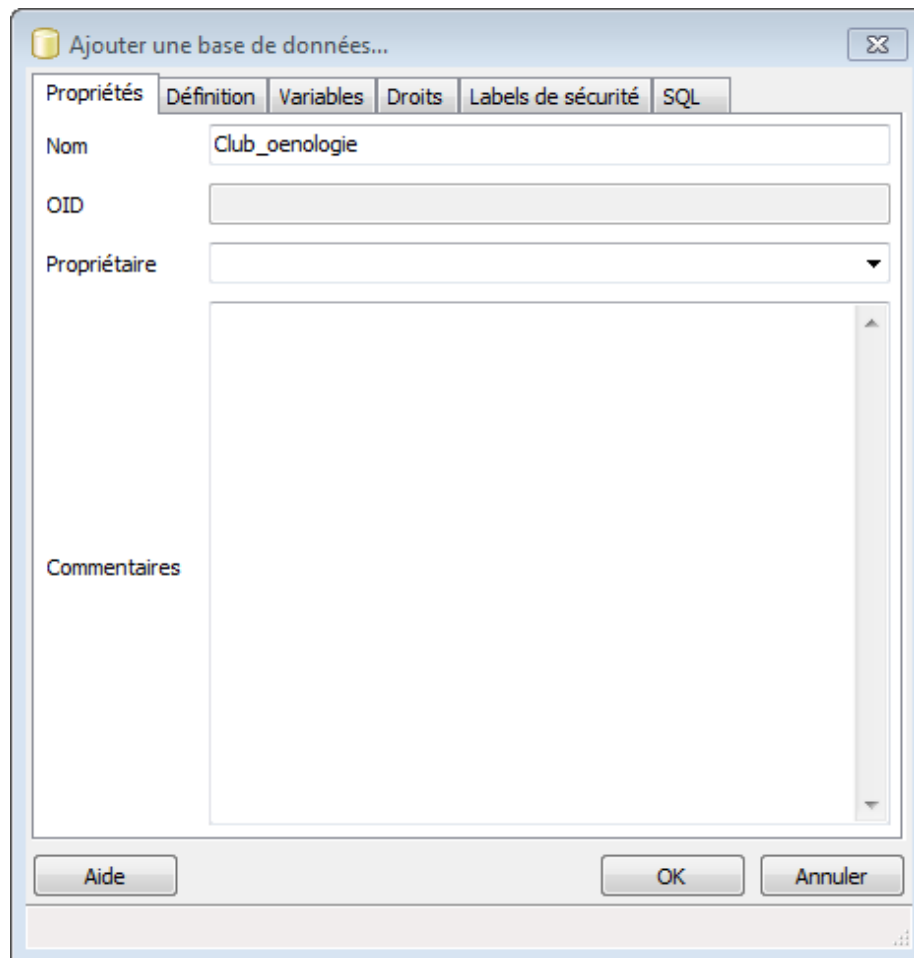 Ajouter une base de données...
Propriétés Définition Variables Droits Labels de sécurité SQL
Nom Club_oenologie
OID
Propriétaire
Commentaires
Aide OK Annuler